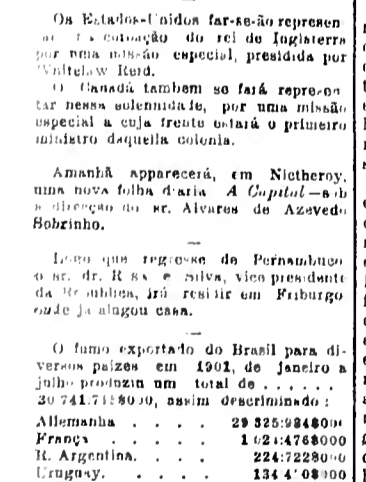 Os Estados-Unidos far-se-ão represen
coroação do rei de Inglaterra
por uma missão especial, presidida por
Whitelaw Reid.
O Canadá tambem se fará represen
tar nessa solennidade, por uma missão
especial a cuja frente estará o primeiro
ministro daquella colonia.
Amanhã apparecerá, em Nictheroy,
uma nova folha diaria A Capital—sob
a direcção do sr. Alvares de Azevedo
Sobrinho.
Logo que regresse de Pernambuco
o sr. dr. Rosa e Silva, vice presidente
da Republica, irá residir em Friburgo
onde já alugou casa.
O fumo exportado do Brasil para di-
versos paizes em 1901, de janeiro a
julho produziu um total de . . . . . .
assim descriminado:
Allemanha . . . .
França . . . . .
R. Argentina. . . .
Uruguay. . . . .